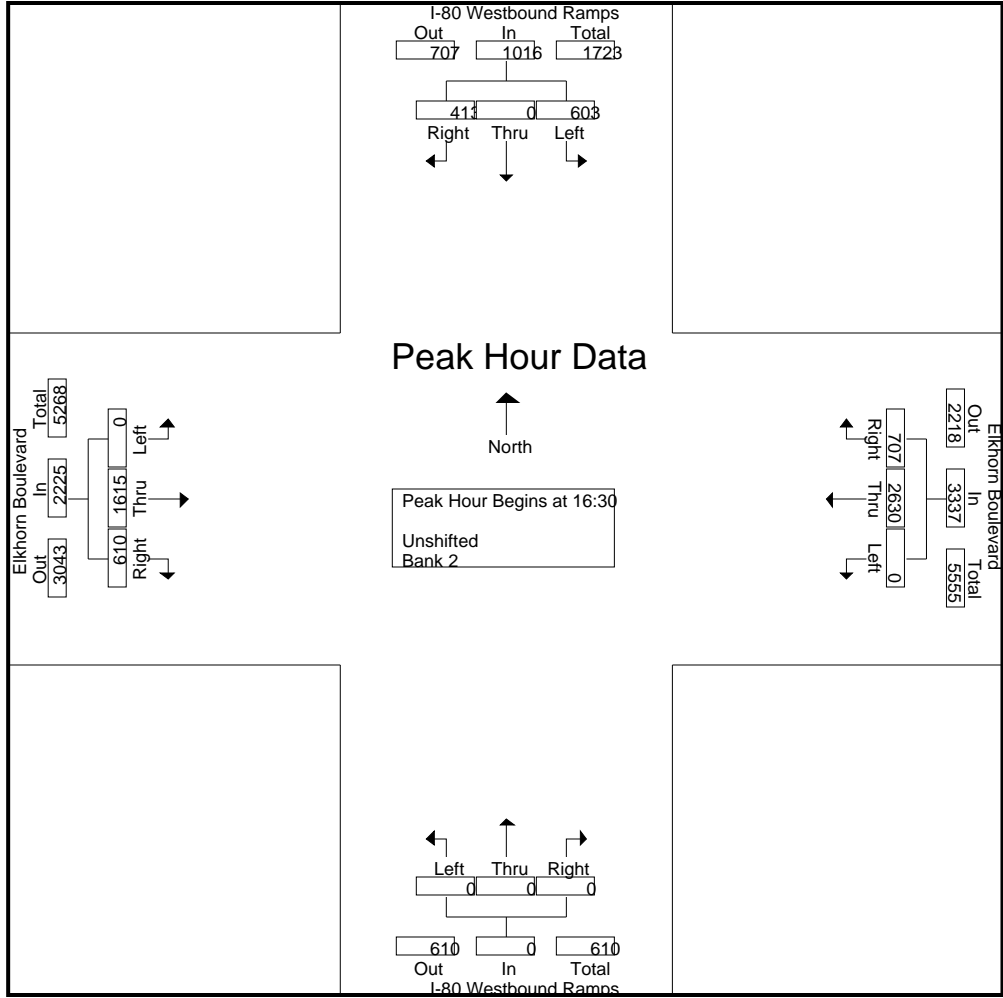 I-80 Westbound Ramps
Out In Total
707 1016 1723
413 0 603
Right Thru Left
Peak Hour Data
North
Peak Hour Begins at 16:30
Unshifted
Bank 2
Elkhorn Boulevard
Out In Total
3043 2225 5268
610 1615 0
Right Thru Left
Elkhorn Boulevard
Out In Total
2218 3337 5555
707 2630 0
Right Thru Left
Left Thru Right
0 0 0
610 0 610
Out In Total
I-80 Westbound Ramps